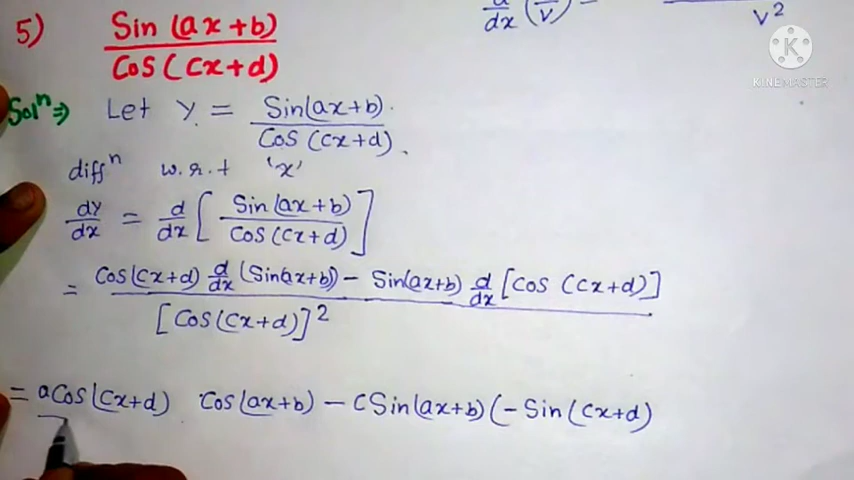 d/dx (u/v) = v²
KINEMASTER
5) Sin (ax+b) / Cos (Cx+d)
Solⁿ ⇒ Let y = Sin(ax+b) / Cos (Cx+d).
diffⁿ w.r.t 'x'
dy/dx = d/dx [ Sin(ax+b) / Cos (Cx+d) ]
= Cos(Cx+d) d/dx (Sin(ax+b)) - Sin(ax+b) d/dx [Cos (Cx+d)]
[Cos(Cx+d)]²
= aCos(Cx+d) Cos(ax+b) - CSin(ax+b)(-Sin(Cx+d)